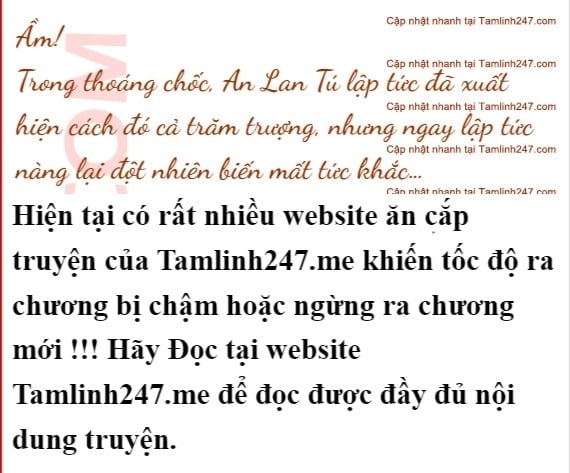 Cập nhật nhanh tại Tamlinh247.com
Ầm!
Cập nhật nhanh tại Tamlinh247.com
Trong thoáng chốc, An Lan Tú lập tức đã xuất
Cập nhật nhanh tại Tamlinh247.com
hiện cách đó cả trăm trượng, nhưng ngay lập tức
Cập nhật nhanh tại Tamlinh247.com
nàng lại đột nhiên biến mất tức khắc...
Cập nhật nhanh tại Tamlinh247.com
Hiện tại có rất nhiều website ăn cắp
truyện của Tamlinh247.me khiến tốc độ ra
chương bị chậm hoặc ngừng ra chương
mới !!! Hãy Đọc tại website
Tamlinh247.me để đọc được đầy đủ nội
dung truyện.